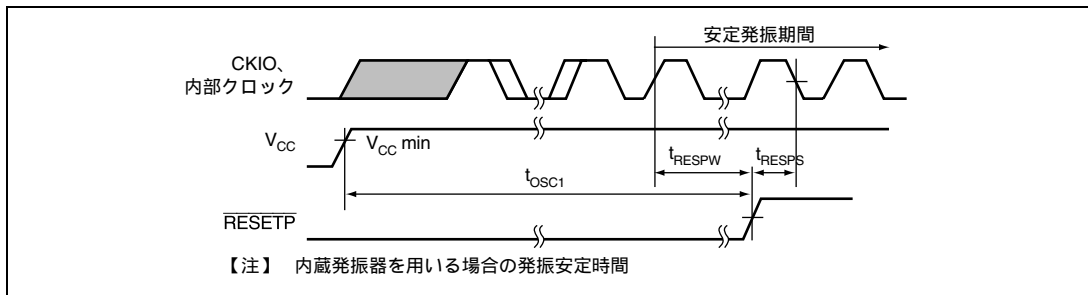 安定発振期間
CKIO、
内部クロック
VCC
VCC min
tRESPW
tRESPS
tOSC1
RESETP
【注】 内蔵発振器を用いる場合の発振安定時間